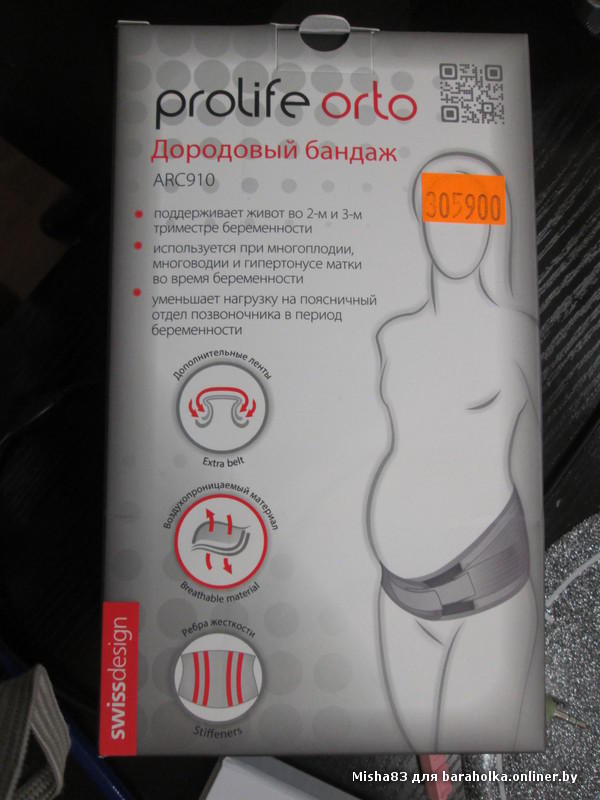 prolife orto
Дородовый бандаж
ARC910
305900
поддерживает живот во 2-м и 3-м
триместре беременности
используется при многоплодии,
многоводии и гипертонусе матки
во время беременности
уменьшает нагрузку на поясничный
отдел позвоночника в период
беременности
Дополнительные ленты
Extra belt
Воздухопроницаемый материал
Breathable material
Ребра жесткости
Stiffeners
swissdesign
Misha83 для baraholka.onliner.by